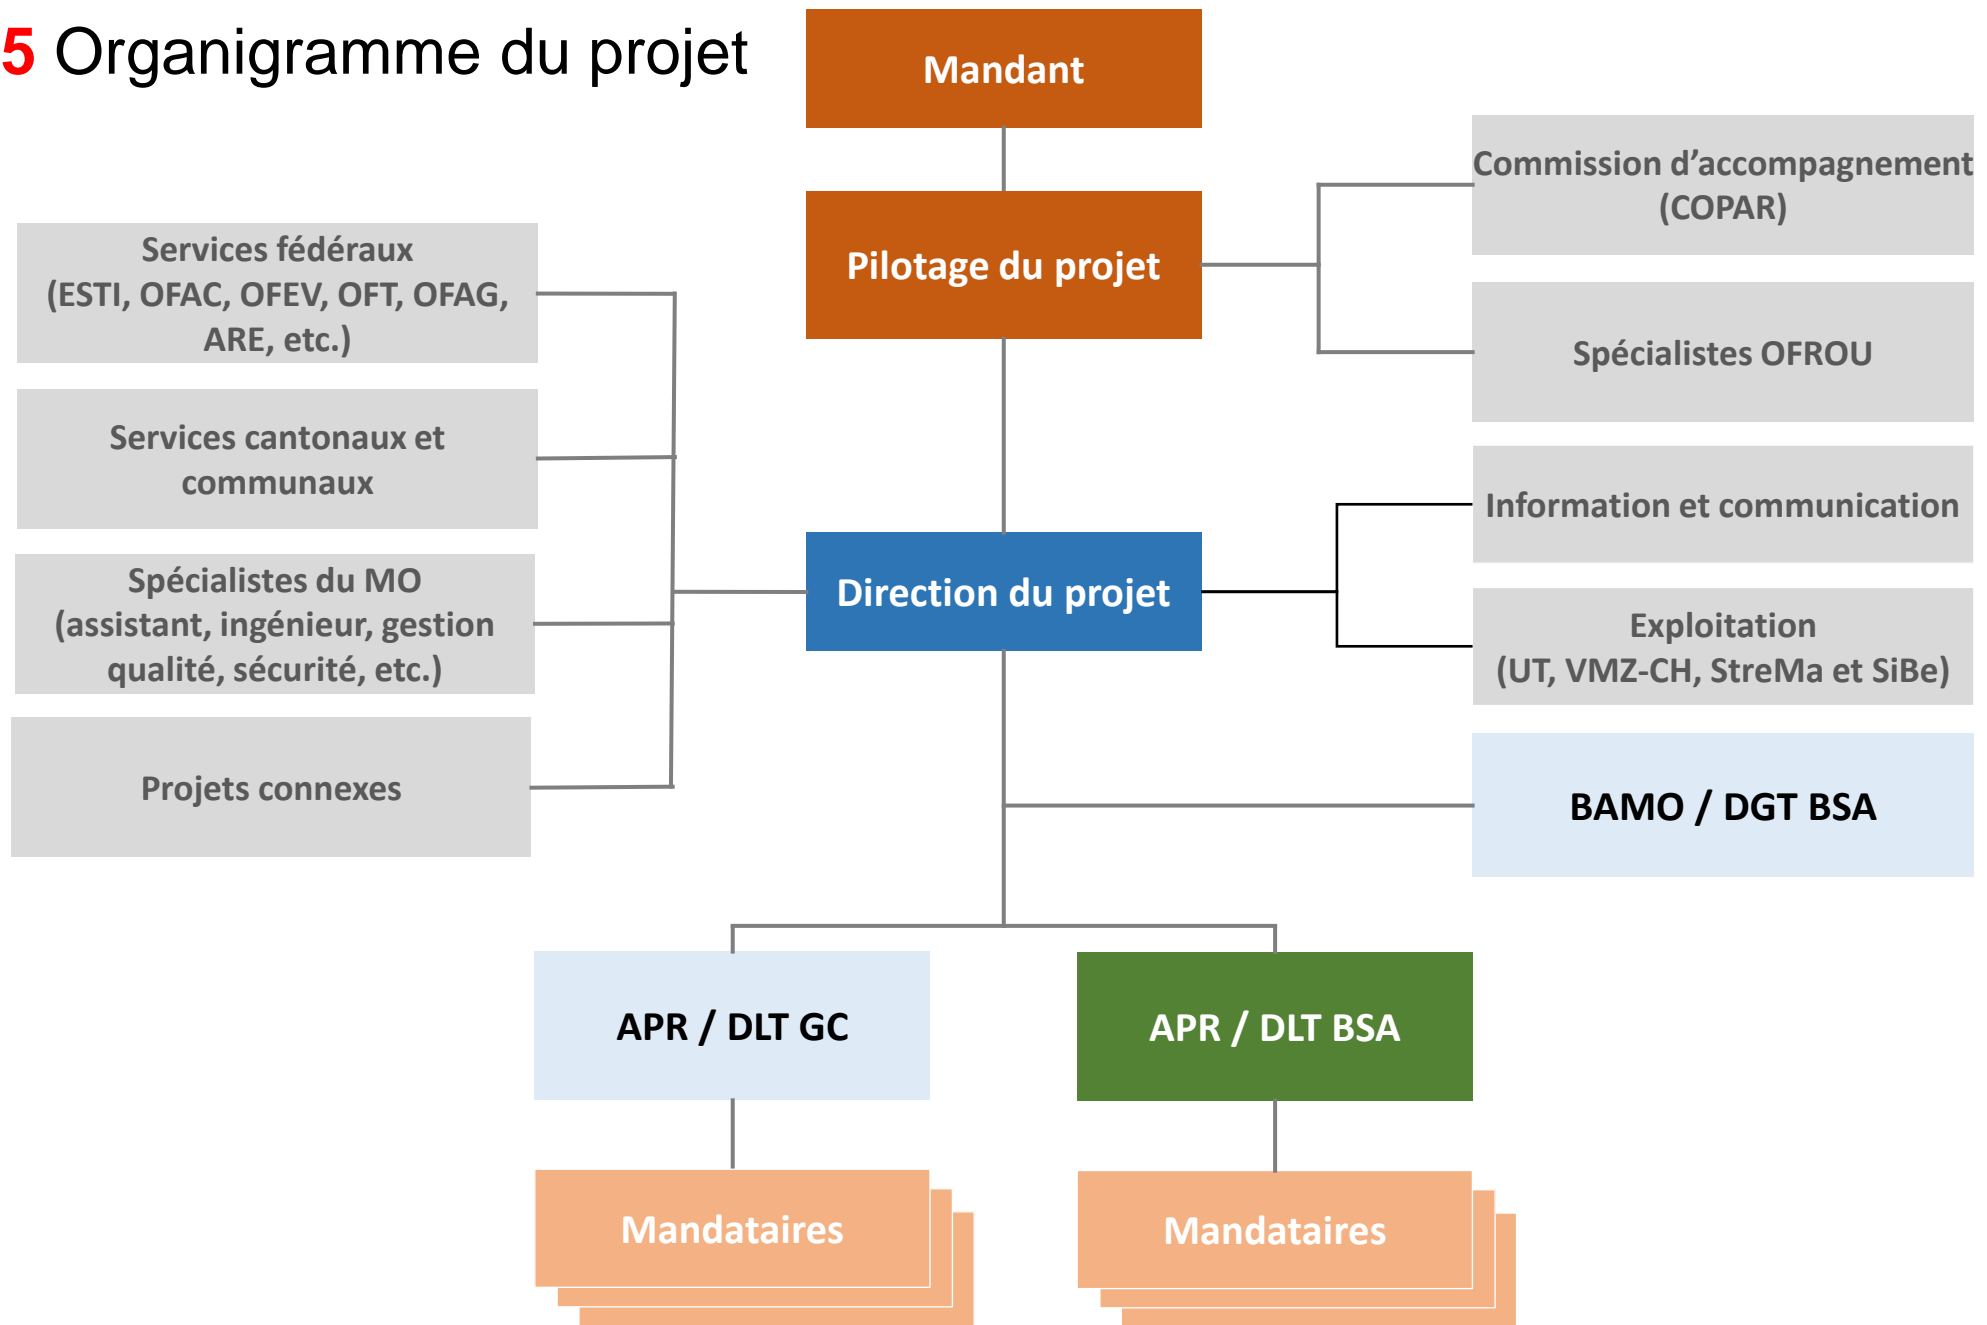 5 Organigramme du projet
Mandant
Commission d’accompagnement
(COPAR)
Pilotage du projet
Services fédéraux
(ESTI, OFAC, OFEV, OFT, OFAG,
ARE, etc.)
Spécialistes OFROU
Services cantonaux et
communaux
Information et communication
Direction du projet
Spécialistes du MO
(assistant, ingénieur, gestion
qualité, sécurité, etc.)
Exploitation
(UT, VMZ-CH, StreMa et SiBe)
Projets connexes
BAMO / DGT BSA
APR / DLT GC
APR / DLT BSA
Mandataires
Mandataires